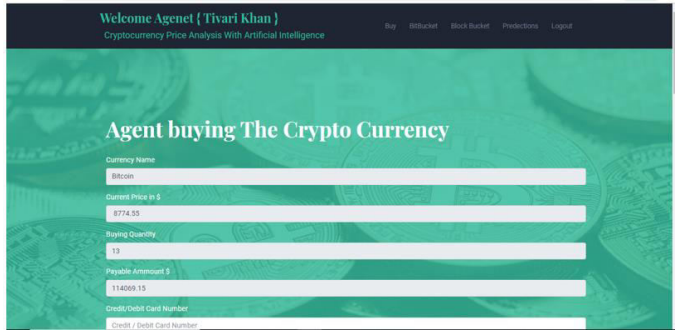 Welcome Agenet { Tivari Khan }
Cryptocurrency Price Analysis With Artificial Intelligence
Buy BitBucket Block Bucket Predections Logout
Agent buying The Crypto Currency
Currency Name
Bitcoin
Current Price in $
8774.55
Buying Quantity
13
Payable Ammount $
114069.15
Credit/Debit Card Number
Credit / Debit Card Number